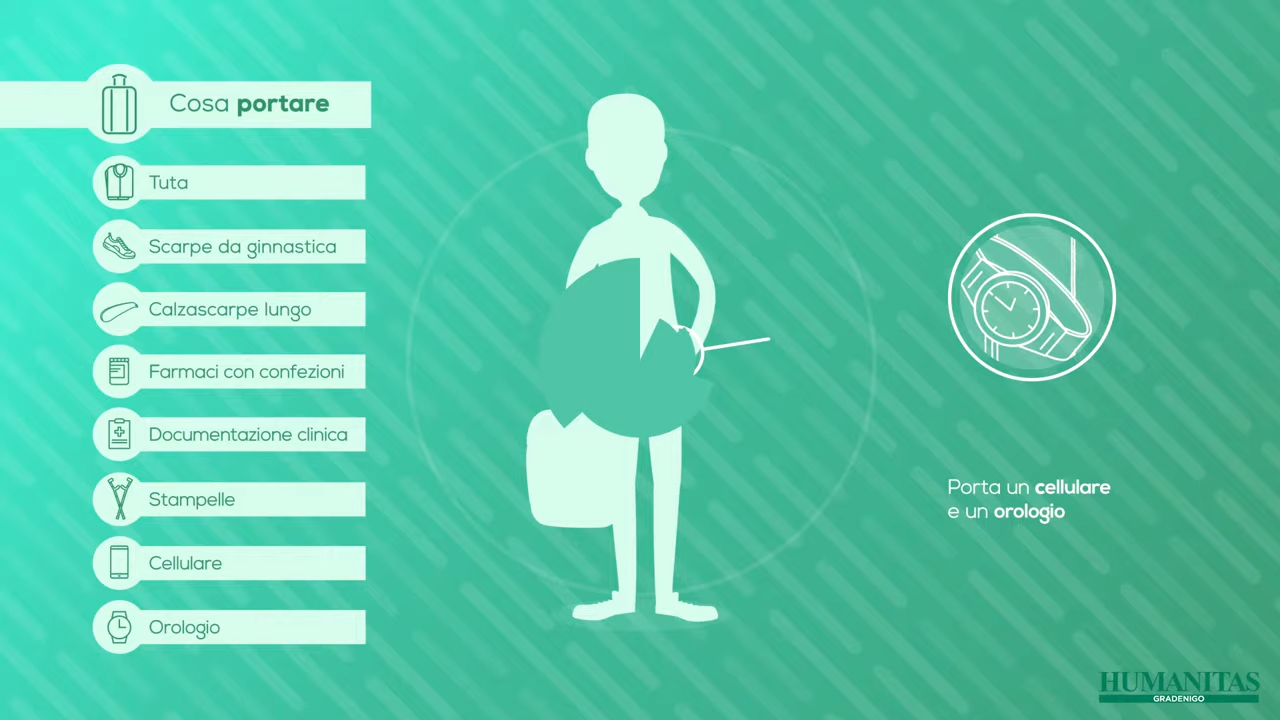 Cosa portare
Tuta
Scarpe da ginnastica
Calzascarpe lungo
Farmaci con confezioni
Documentazione clinica
Stampelle
Cellulare
Orologio
Porta un cellulare
e un orologio
HUMANITAS
GRADENIGO